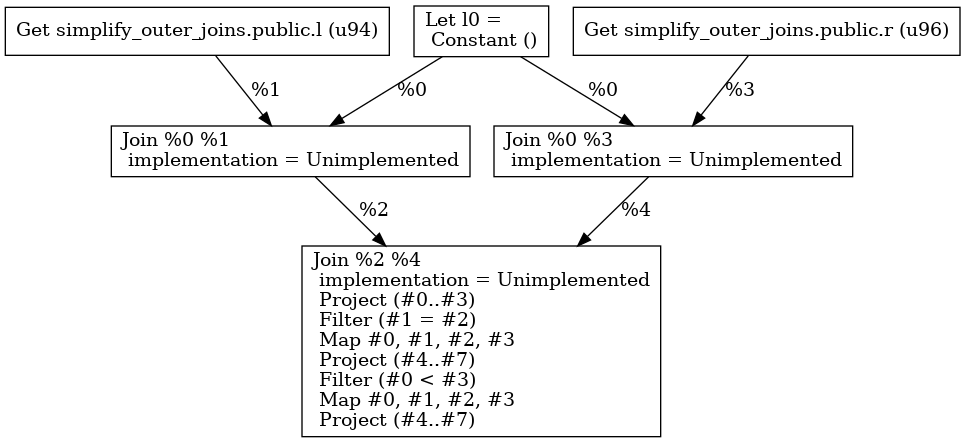 Get simplify_outer_joins.public.l (u94)
Let l0 =
Constant ()
Get simplify_outer_joins.public.r (u96)
%1
%0
%0
%3
Join %0 %1
implementation = Unimplemented
Join %0 %3
implementation = Unimplemented
%2
%4
Join %2 %4
implementation = Unimplemented
Project (#0..#3)
Filter (#1 = #2)
Map #0, #1, #2, #3
Project (#4..#7)
Filter (#0 < #3)
Map #0, #1, #2, #3
Project (#4..#7)